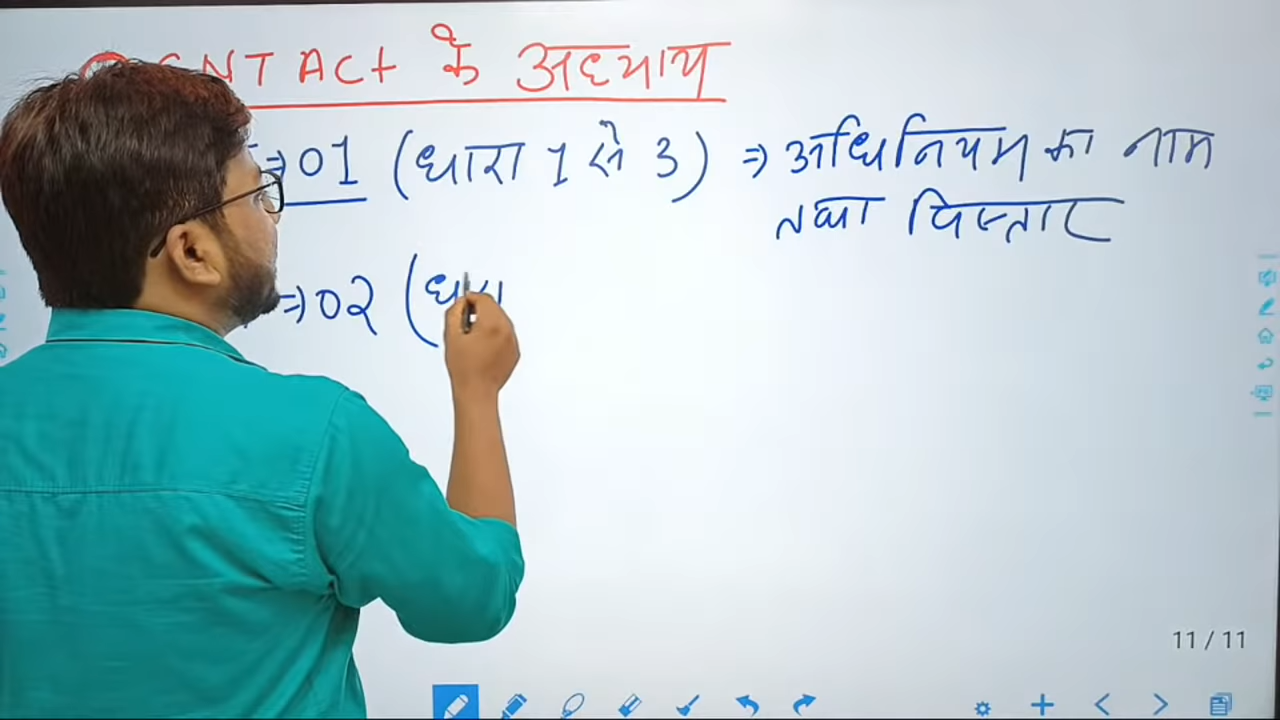 CNT ACt के अध्याय
⇒ 01 (धारा 1 से 3) ⇒ अधिनियम का नाम
तथा विस्तार
⇒ 02 (धारा
11 / 11